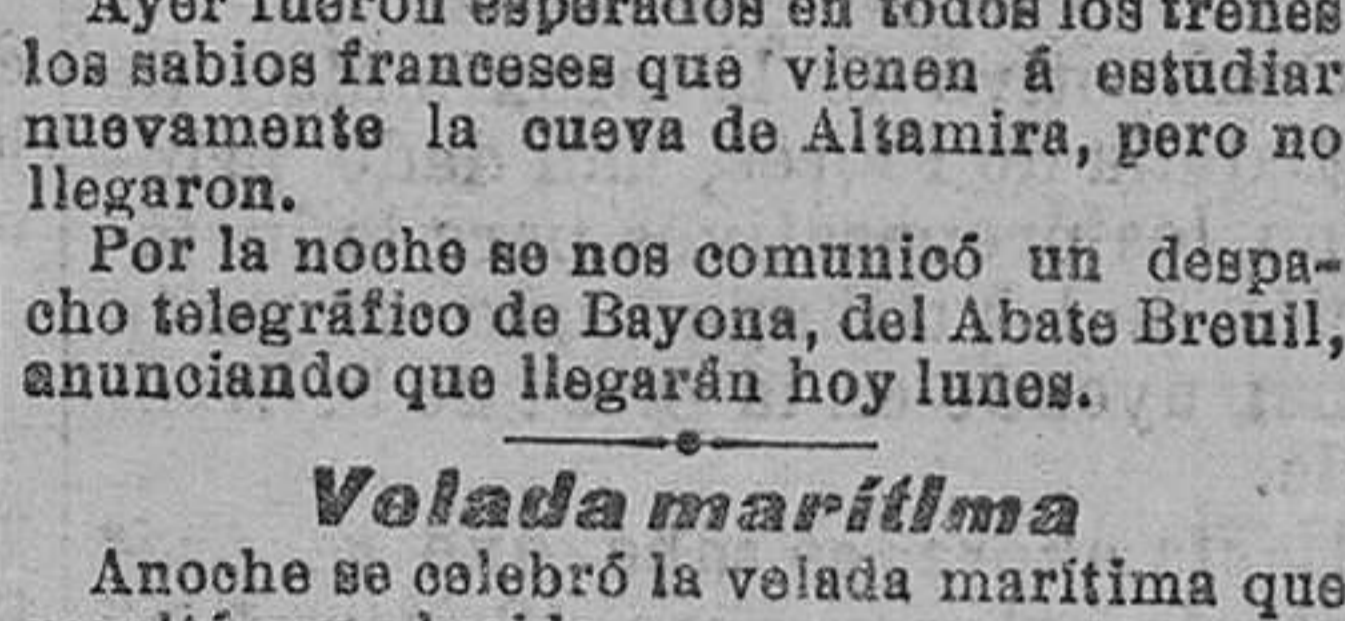 Ayer fueron esperados en todos los trenes
los sabios franceses que vienen á estudiar
nuevamente la cueva de Altamira, pero no
llegaron.
Por la noche se nos comunicó un despa-
cho telegráfico de Bayona, del Abate Breuil,
anunciando que llegarán hoy lunes.
Velada marítima
Anoche se celebró la velada marítima que